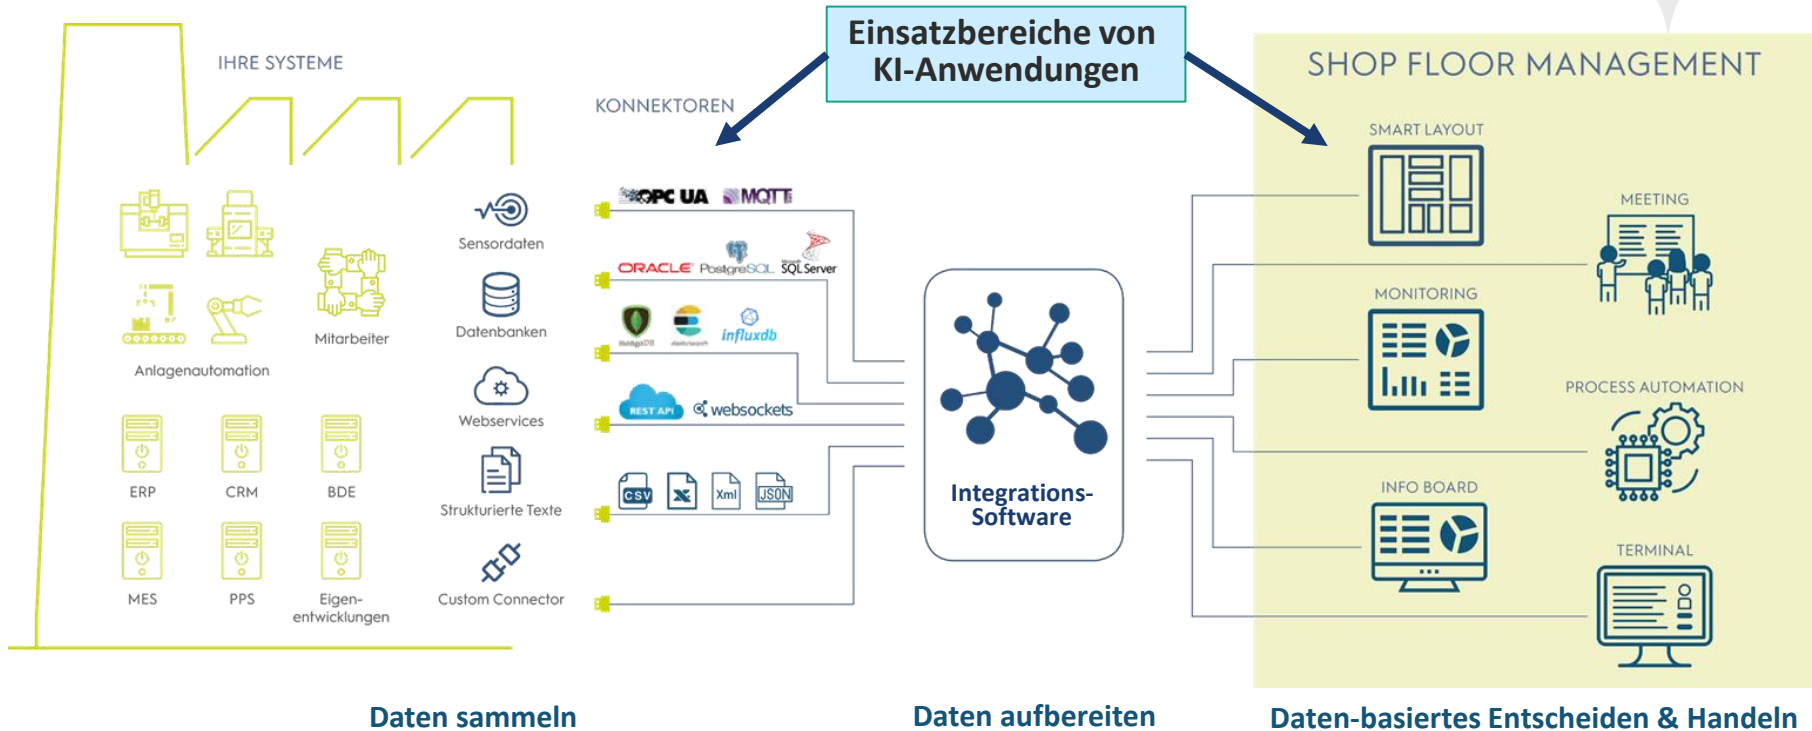 Einsatzbereiche von
KI-Anwendungen
IHRE SYSTEME
KONNEKTOREN
SHOP FLOOR MANAGEMENT
Anlagenautomation
Mitarbeiter
ERP
CRM
BDE
MES
PPS
Eigen-
entwicklungen
Sensordaten
Datenbanken
Webservices
Strukturierte Texte
Custom Connector
OPC UA
MQTT
ORACLE
PostgreSQL
Microsoft
SQL Server
mongoDB
elasticsearch
influxdb
REST API
websockets
CSV
X
Xml
JSON
Integrations-
Software
SMART LAYOUT
MEETING
MONITORING
PROCESS AUTOMATION
INFO BOARD
TERMINAL
Daten sammeln
Daten aufbereiten
Daten-basiertes Entscheiden & Handeln